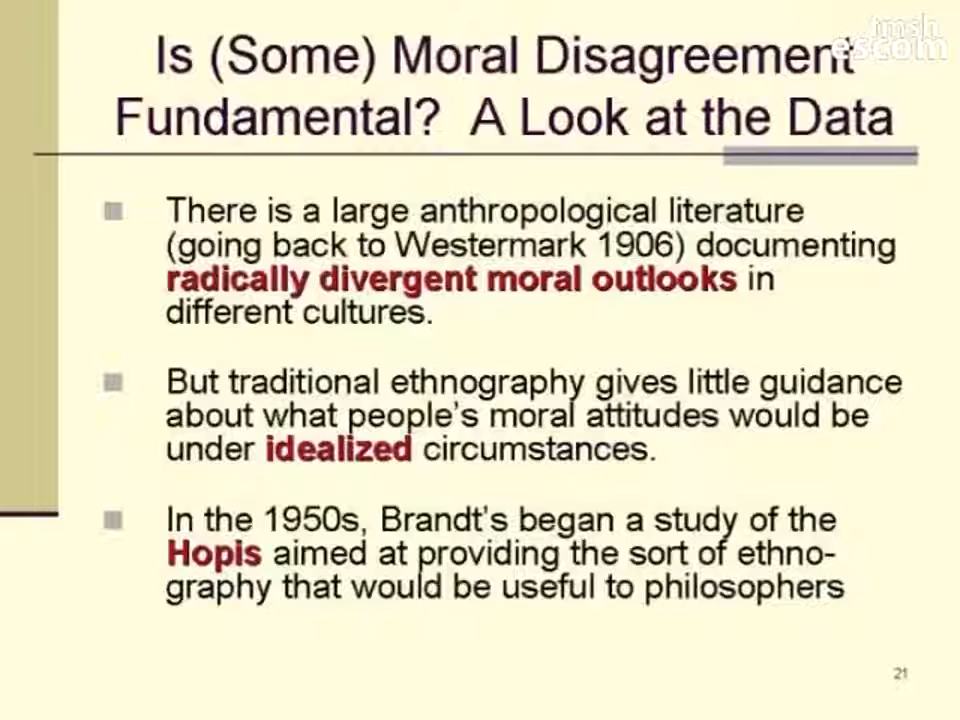 tmsh
escom
Is (Some) Moral Disagreement
Fundamental? A Look at the Data
There is a large anthropological literature
(going back to Westermark 1906) documenting
radically divergent moral outlooks in
different cultures.
But traditional ethnography gives little guidance
about what people's moral attitudes would be
under idealized circumstances.
In the 1950s, Brandt's began a study of the
Hopis aimed at providing the sort of ethno-
graphy that would be useful to philosophers
21